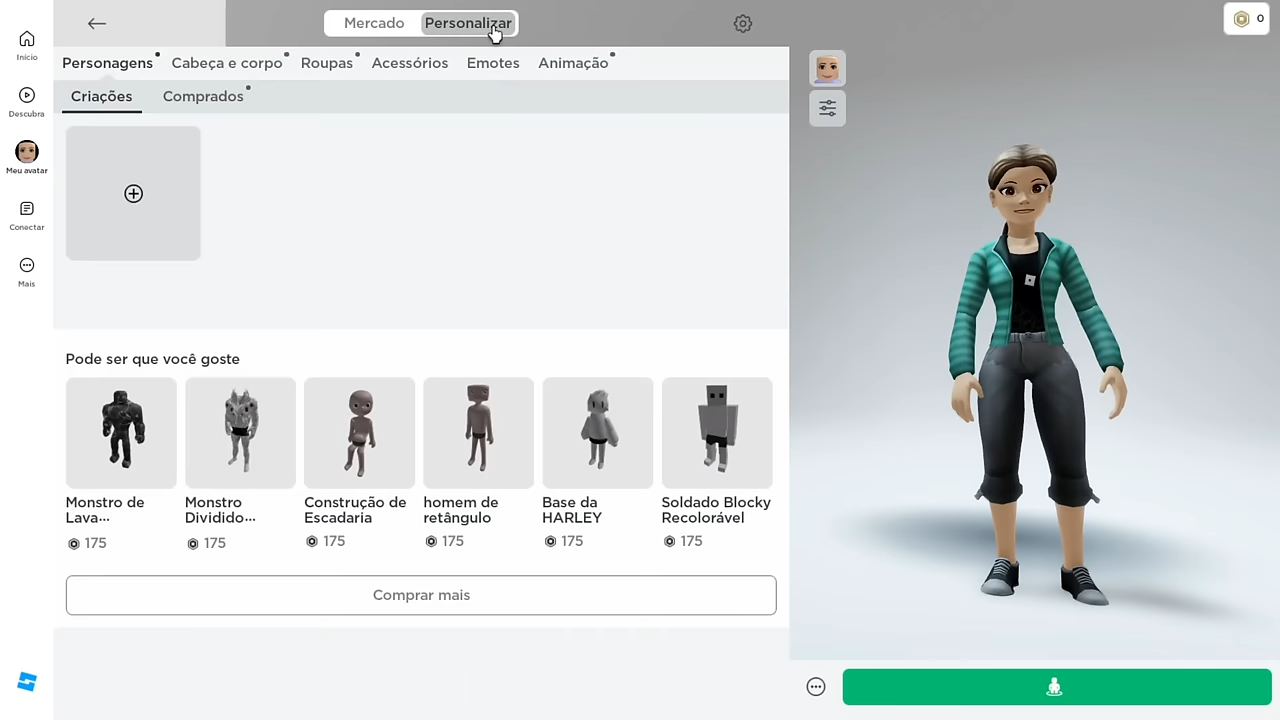 Mercado
Personalizar
0
Início
Descubra
Meu avatar
Conectar
Mais
Personagens
Cabeça e corpo
Roupas
Acessórios
Emotes
Animação
Criações
Comprados
Pode ser que você goste
Monstro de
Lava...
175
Monstro
Dividido...
175
Construção de
Escadaria
175
homem de
retângulo
175
Base da
HARLEY
175
Soldado Blocky
Recolorável
175
Comprar mais